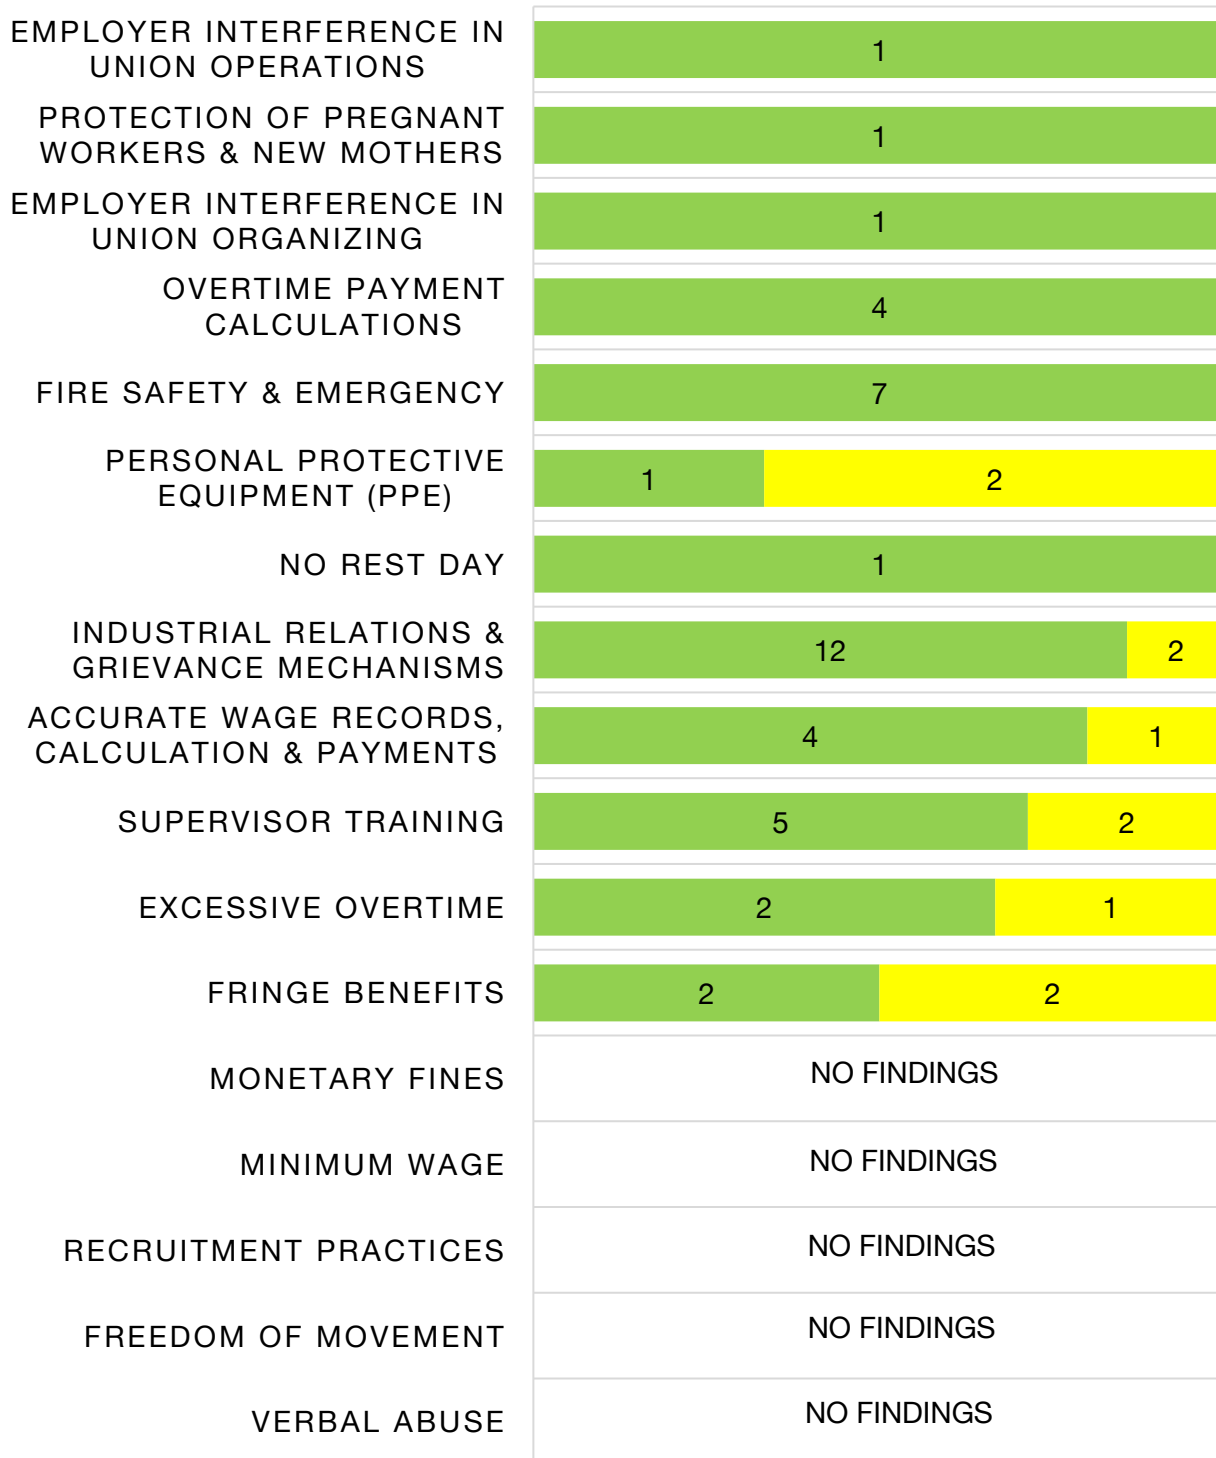 EMPLOYER INTERFERENCE IN
UNION OPERATIONS
1
PROTECTION OF PREGNANT
WORKERS & NEW MOTHERS
1
EMPLOYER INTERFERENCE IN
UNION ORGANIZING
1
OVERTIME PAYMENT
CALCULATIONS
4
FIRE SAFETY & EMERGENCY
7
PERSONAL PROTECTIVE
EQUIPMENT (PPE)
1 2
NO REST DAY
1
INDUSTRIAL RELATIONS &
GRIEVANCE MECHANISMS
12 2
ACCURATE WAGE RECORDS,
CALCULATION & PAYMENTS
4 1
SUPERVISOR TRAINING
5 2
EXCESSIVE OVERTIME
2 1
FRINGE BENEFITS
2 2
MONETARY FINES
NO FINDINGS
MINIMUM WAGE
NO FINDINGS
RECRUITMENT PRACTICES
NO FINDINGS
FREEDOM OF MOVEMENT
NO FINDINGS
VERBAL ABUSE
NO FINDINGS